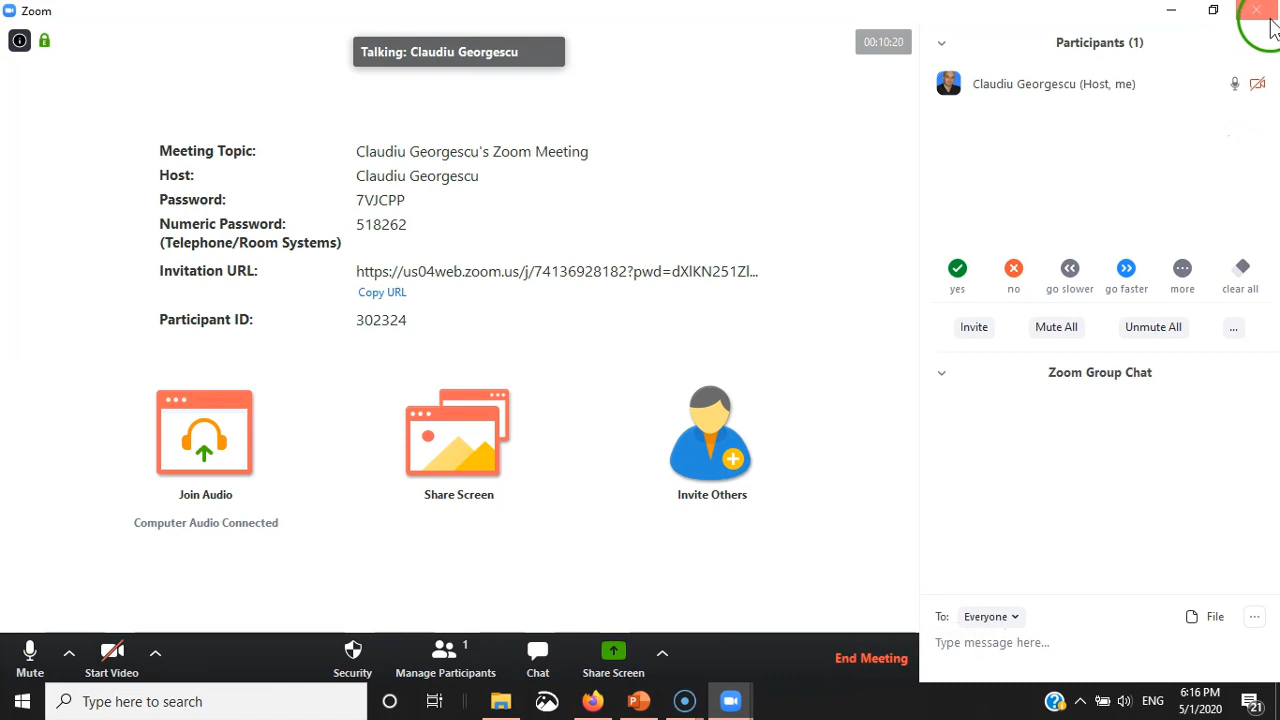 Zoom
Talking: Claudiu Georgescu
00:10:20
Meeting Topic: Claudiu Georgescu's Zoom Meeting
Host: Claudiu Georgescu
Password: 7VJCPP
Numeric Password: 518262
(Telephone/Room Systems)
Invitation URL: https://us04web.zoom.us/j/74136928182?pwd=dXlKN251Zl...
Copy URL
Participant ID: 302324
Join Audio
Computer Audio Connected
Share Screen
Invite Others
Participants (1)
Claudiu Georgescu (Host, me)
yes no go slower go faster more clear all
Invite Mute All Unmute All ...
Zoom Group Chat
To: Everyone File
Type message here...
Mute Start Video Security Manage Participants 1 Chat Share Screen End Meeting
Type here to search
ENG
6:16 PM
5/1/2020
21